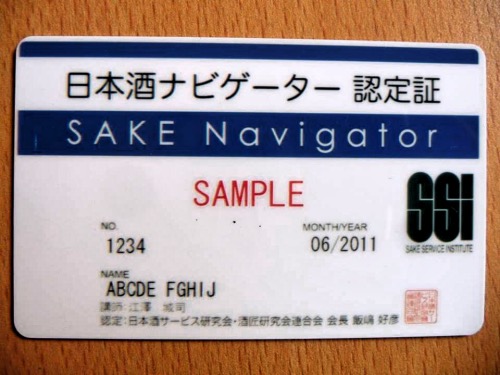 日本酒ナビゲーター 認定証
SAKE Navigator
SAMPLE
SSI
SAKE SERVICE INSTITUTE
NO.
1234
MONTH/YEAR
06/2011
NAME
ABCDE FGHIJ
講師 江澤 城司
認定:日本酒サービス研究会・酒匠研究会連合会 会長 飯嶋 好彦